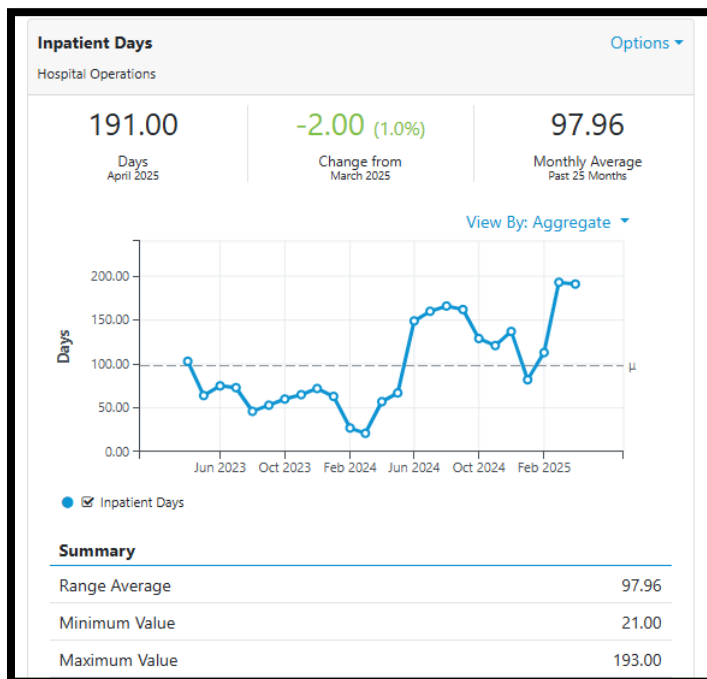 Inpatient Days
Options
Hospital Operations
191.00
Days
April 2025
-2.00 (1.0%)
Change from
March 2025
97.96
Monthly Average
Past 25 Months
View By: Aggregate
Days
200.00
150.00
100.00
50.00
0.00
μ
Jun 2023 Oct 2023 Feb 2024 Jun 2024 Oct 2024 Feb 2025
Inpatient Days
Summary
Range Average 97.96
Minimum Value 21.00
Maximum Value 193.00